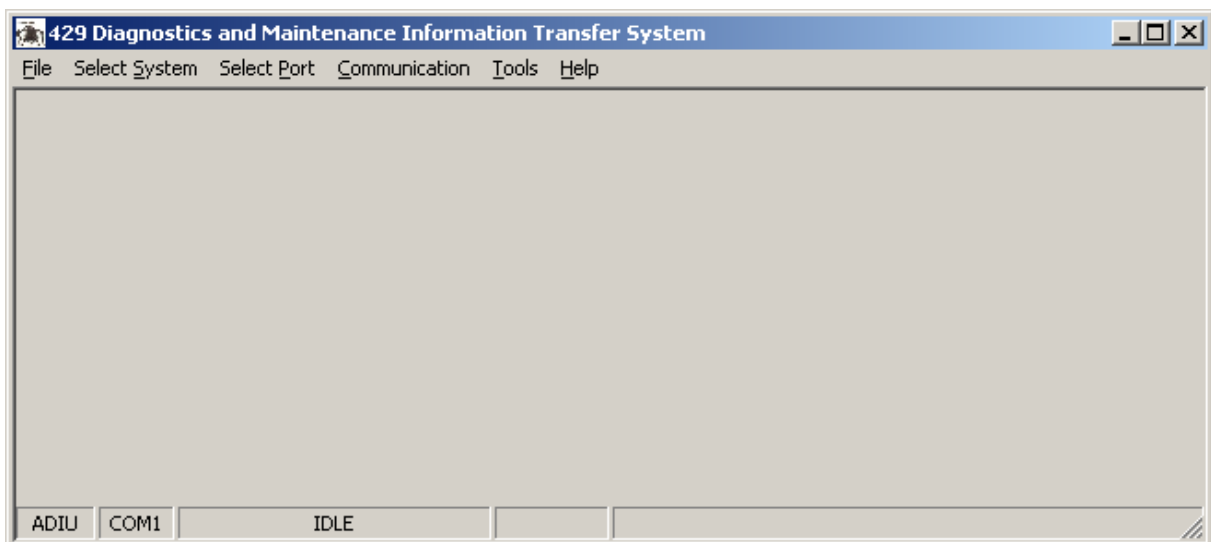 429 Diagnostics and Maintenance Information Transfer System
File Select System Select Port Communication Tools Help
ADIU COM1 IDLE